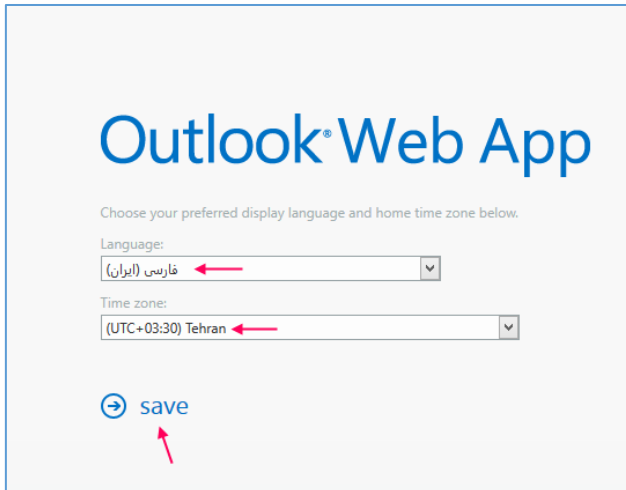 Outlook® Web App
Choose your preferred display language and home time zone below.
Language:
فارسی (ایران)
Time zone:
(UTC+03:30) Tehran
save